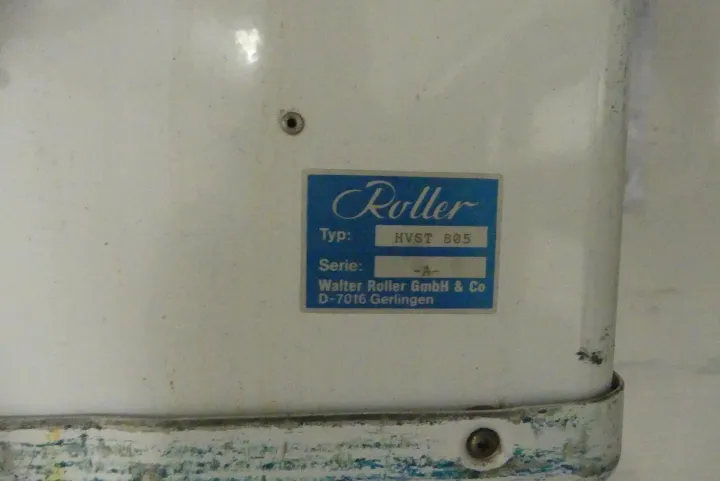 Roller
Typ: HVST 805
Serie: -A-
Walter Roller GmbH & Co
D-7016 Gerlingen